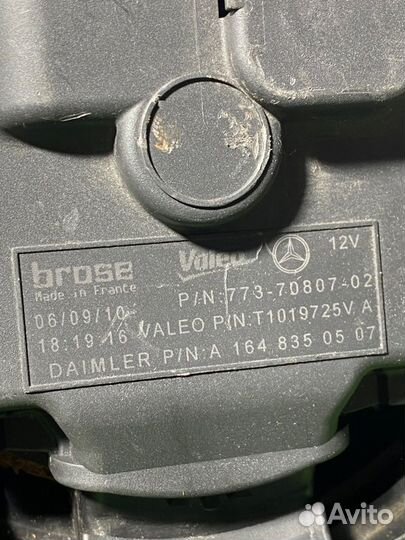 brose Valeo 12V
Made in France
P/N:773-70807-02
06/09/10
18:19 16 VALEO P/N:T1019725V A
DAIMLER P/N:A 164 835 05 07
Avito